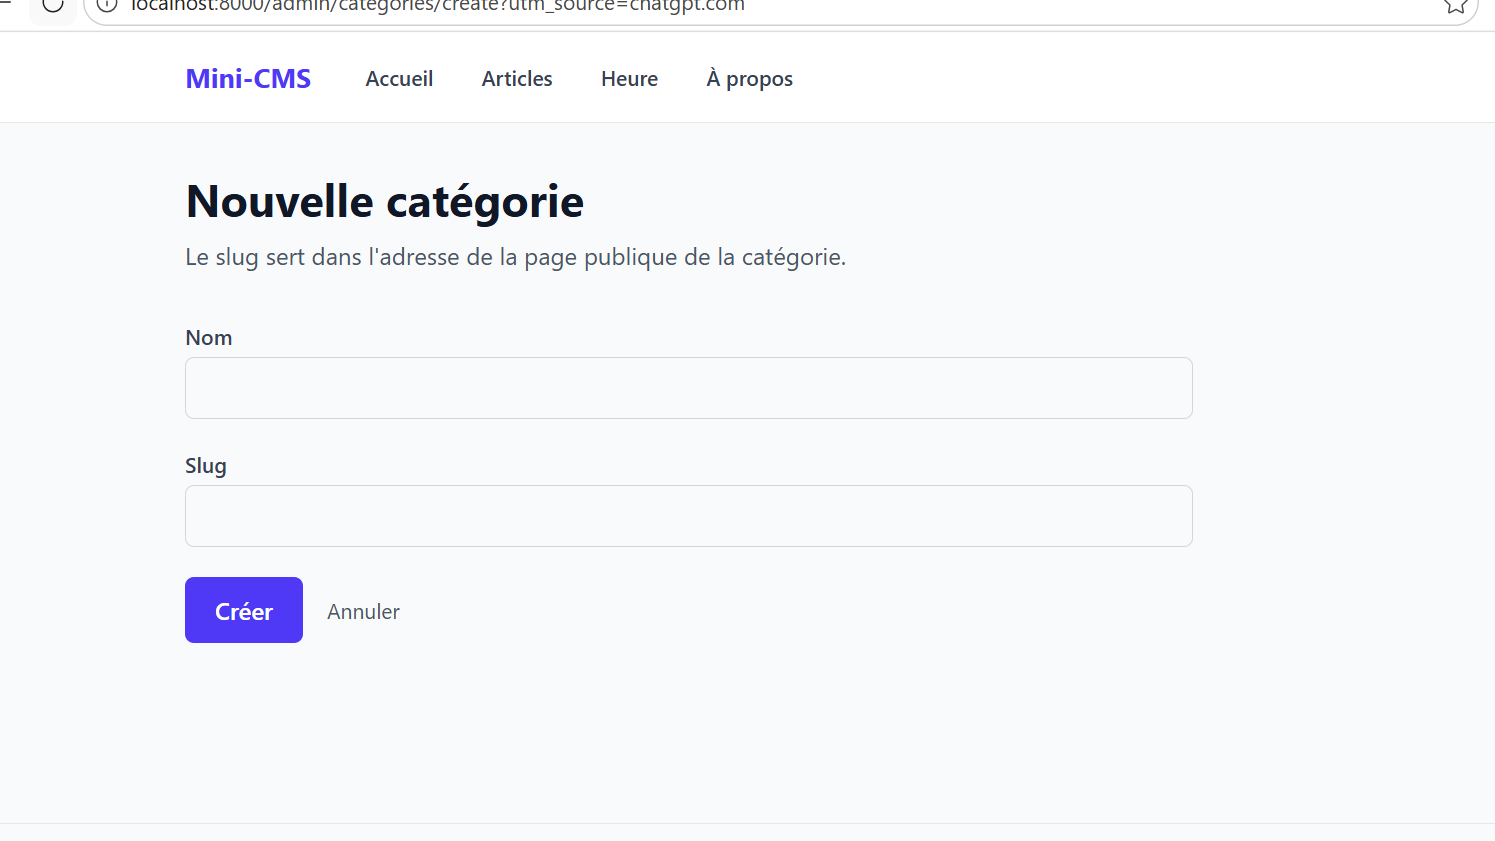 localhost:8000/admin/categories/create?utm_source=chatgpt.com
Mini-CMS Accueil Articles Heure À propos
Nouvelle catégorie
Le slug sert dans l'adresse de la page publique de la catégorie.
Nom
Slug
Créer Annuler